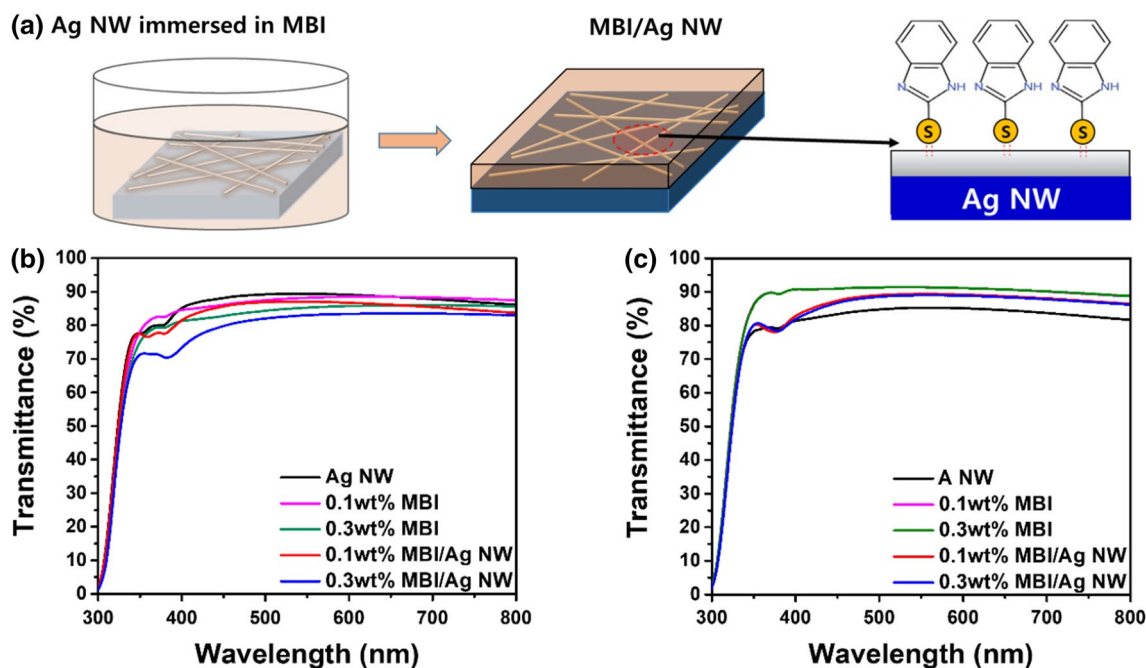 (a) Ag NW immersed in MBI
MBI/Ag NW
N NH N NH N NH
S S S
Ag NW
(b)
100
90
80
70
60
50
40
30
20
10
0
Transmittance (%)
Ag NW
0.1wt% MBI
0.3wt% MBI
0.1wt% MBI/Ag NW
0.3wt% MBI/Ag NW
300 400 500 600 700 800
Wavelength (nm)
(c)
100
90
80
70
60
50
40
30
20
10
0
Transmittance (%)
A NW
0.1wt% MBI
0.3wt% MBI
0.1wt% MBI/Ag NW
0.3wt% MBI/Ag NW
300 400 500 600 700 800
Wavelength (nm)